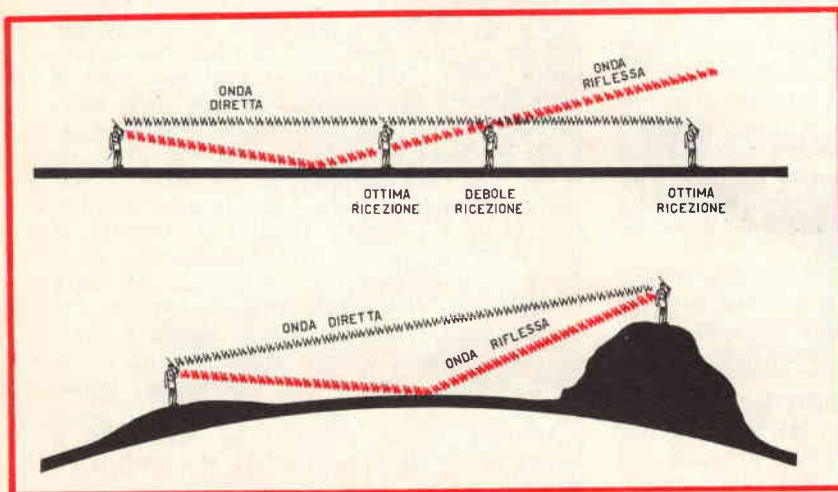 ONDA
DIRETTA
ONDA
RIFLESSA
OTTIMA
RICEZIONE
DEBOLE
RICEZIONE
OTTIMA
RICEZIONE
ONDA DIRETTA
ONDA RIFLESSA